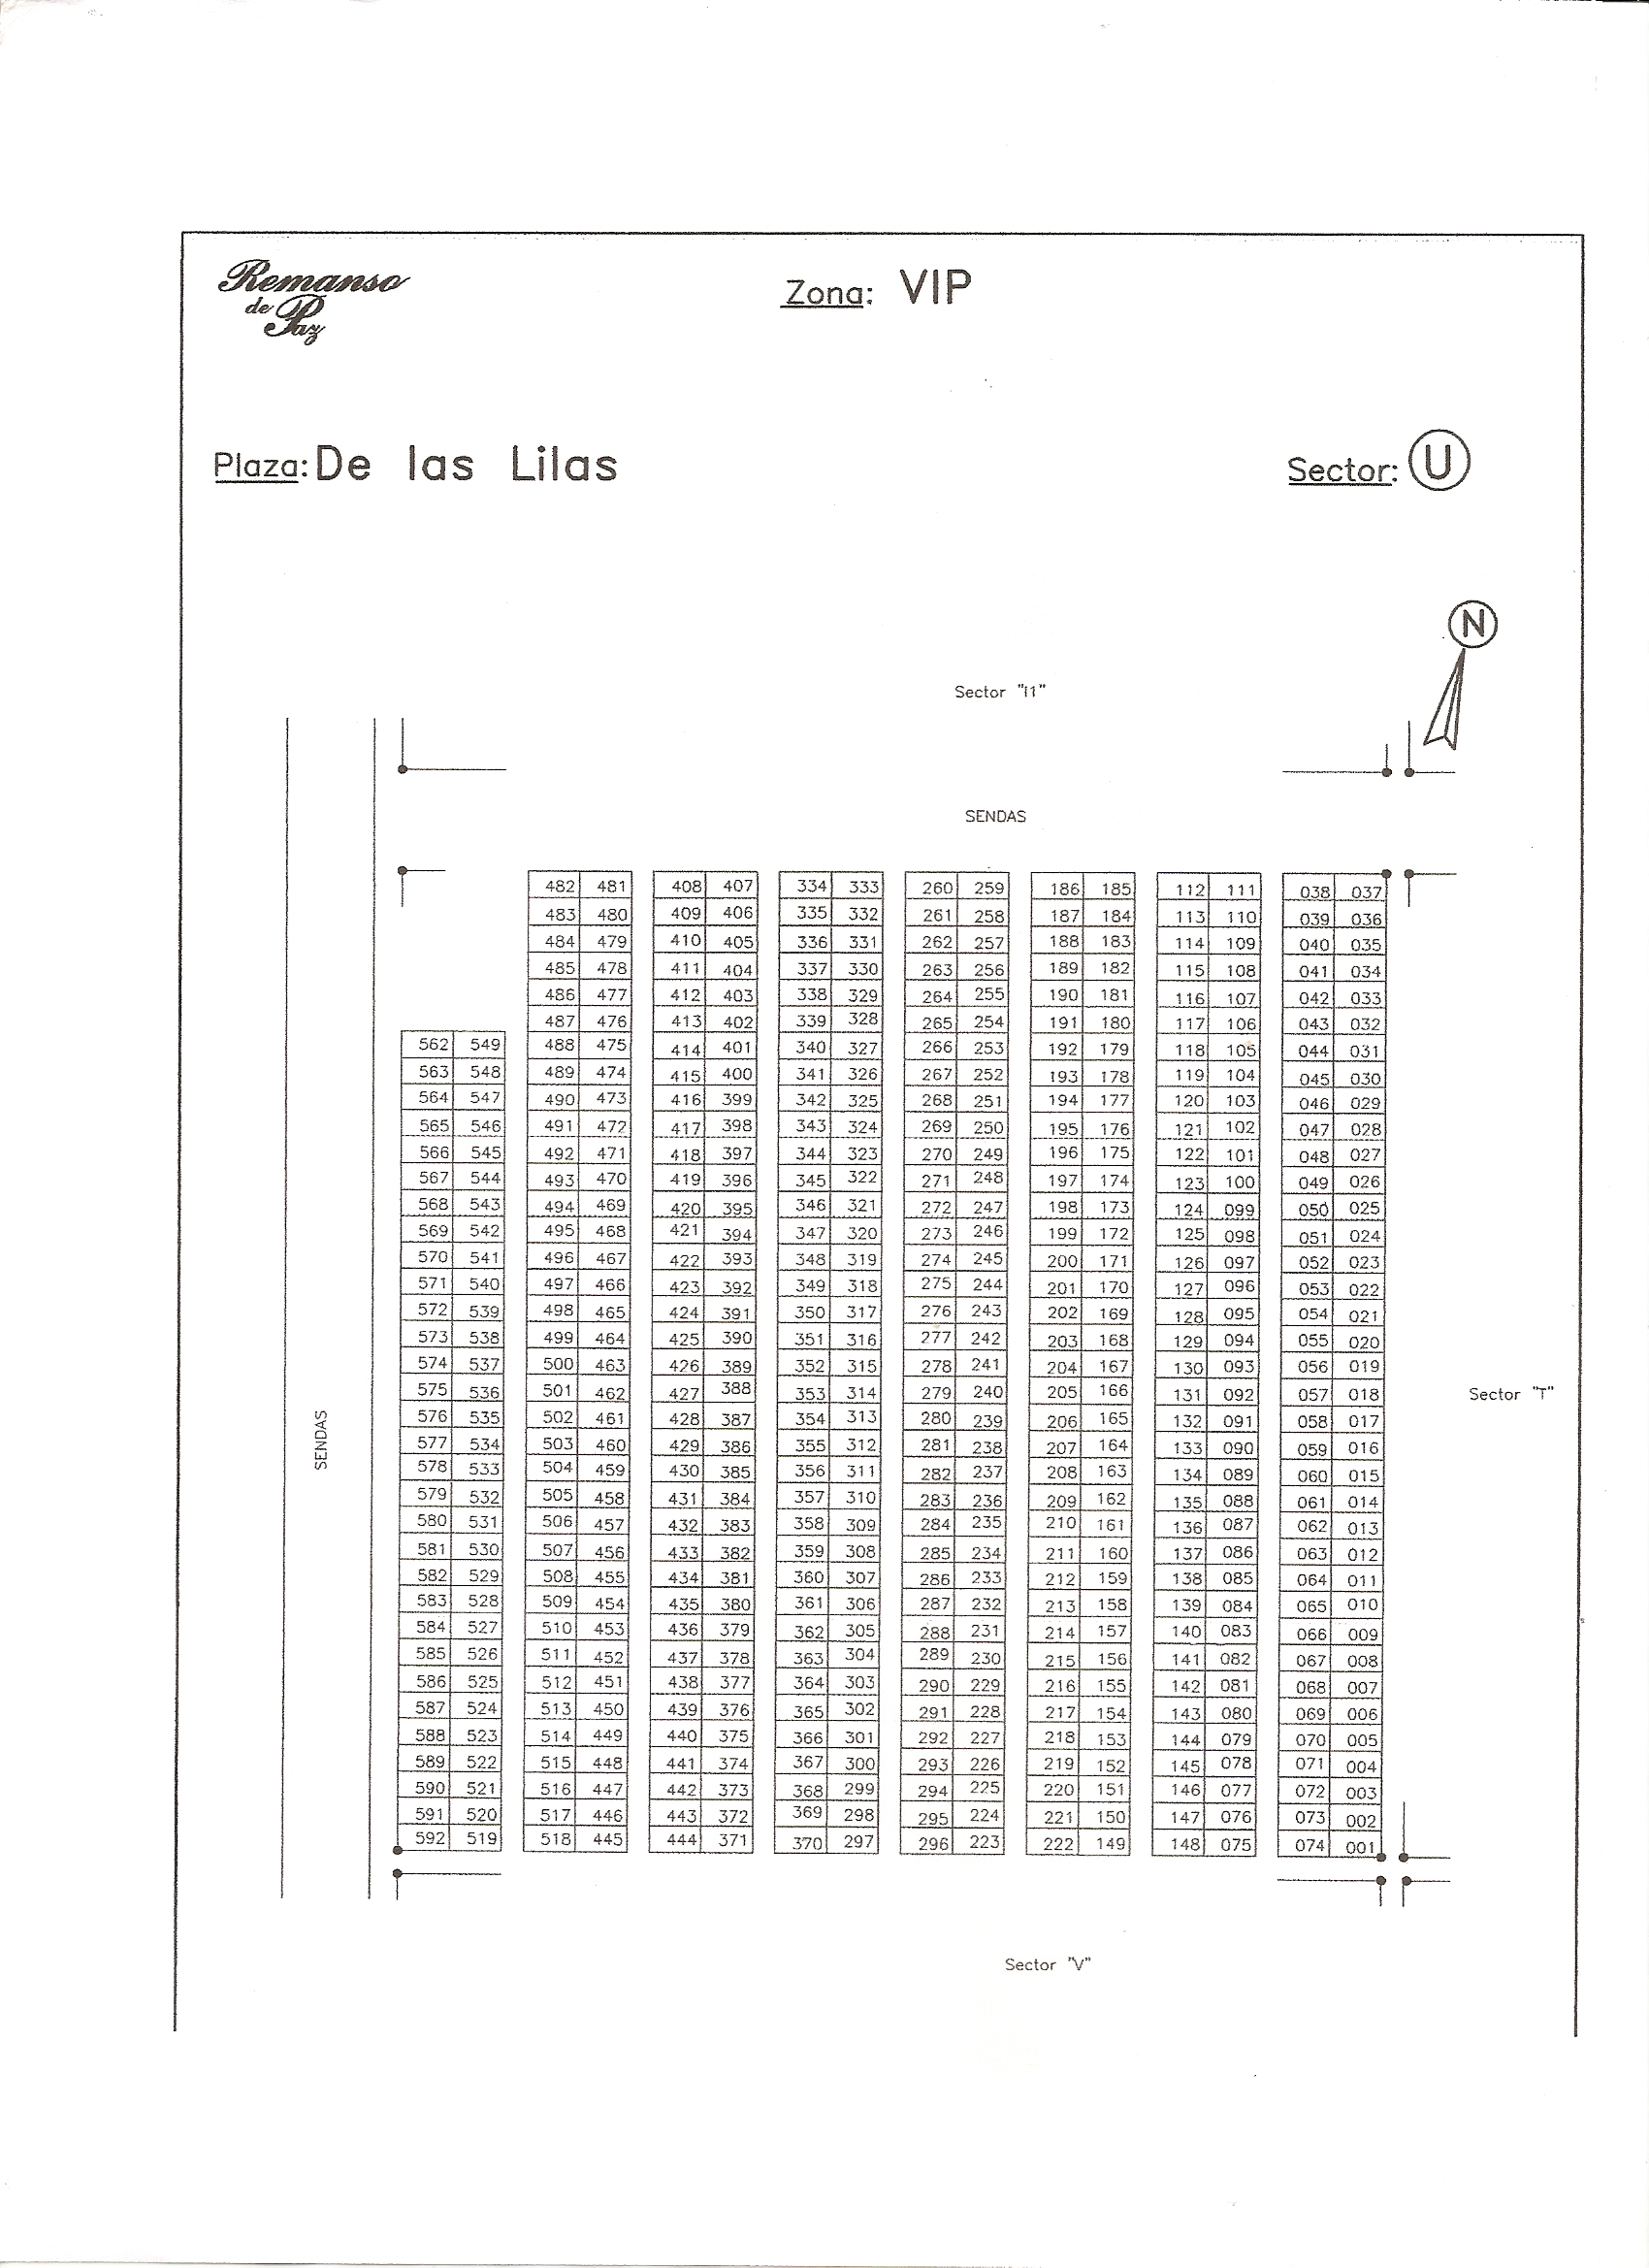 Remanso
de Paz
Zona: VIP
Plaza: De las Lilas
Sector: U
N
Sector "I1"
SENDAS
482 481 408 407 334 333 260 259 186 185 112 111 038 037
483 480 409 406 335 332 261 258 187 184 113 110 039 036
484 479 410 405 336 331 262 257 188 183 114 109 040 035
485 478 411 404 337 330 263 256 189 182 115 108 041 034
486 477 412 403 338 329 264 255 190 181 116 107 042 033
487 476 413 402 339 328 265 254 191 180 117 106 043 032
562 549 488 475 414 401 340 327 266 253 192 179 118 105 044 031
563 548 489 474 415 400 341 326 267 252 193 178 119 104 045 030
564 547 490 473 416 399 342 325 268 251 194 177 120 103 046 029
565 546 491 472 417 398 343 324 269 250 195 176 121 102 047 028
566 545 492 471 418 397 344 323 270 249 196 175 122 101 048 027
567 544 493 470 419 396 345 322 271 248 197 174 123 100 049 026
568 543 494 469 420 395 346 321 272 247 198 173 124 099 050 025
569 542 495 468 421 394 347 320 273 246 199 172 125 098 051 024
570 541 496 467 422 393 348 319 274 245 200 171 126 097 052 023
571 540 497 466 423 392 349 318 275 244 201 170 127 096 053 022
572 539 498 465 424 391 350 317 276 243 202 169 128 095 054 021
573 538 499 464 425 390 351 316 277 242 203 168 129 094 055 020
574 537 500 463 426 389 352 315 278 241 204 167 130 093 056 019
575 536 501 462 427 388 353 314 279 240 205 166 131 092 057 018
Sector "T"
576 535 502 461 428 387 354 313 280 239 206 165 132 091 058 017
SENDAS
577 534 503 460 429 386 355 312 281 238 207 164 133 090 059 016
578 533 504 459 430 385 356 311 282 237 208 163 134 089 060 015
579 532 505 458 431 384 357 310 283 236 209 162 135 088 061 014
580 531 506 457 432 383 358 309 284 235 210 161 136 087 062 013
581 530 507 456 433 382 359 308 285 234 211 160 137 086 063 012
582 529 508 455 434 381 360 307 286 233 212 159 138 085 064 011
583 528 509 454 435 380 361 306 287 232 213 158 139 084 065 010
584 527 510 453 436 379 362 305 288 231 214 157 140 083 066 009
585 526 511 452 437 378 363 304 289 230 215 156 141 082 067 008
586 525 512 451 438 377 364 303 290 229 216 155 142 081 068 007
587 524 513 450 439 376 365 302 291 228 217 154 143 080 069 006
588 523 514 449 440 375 366 301 292 227 218 153 144 079 070 005
589 522 515 448 441 374 367 300 293 226 219 152 145 078 071 004
590 521 516 447 442 373 368 299 294 225 220 151 146 077 072 003
591 520 517 446 443 372 369 298 295 224 221 150 147 076 073 002
592 519 518 445 444 371 370 297 296 223 222 149 148 075 074 001
Sector "V"